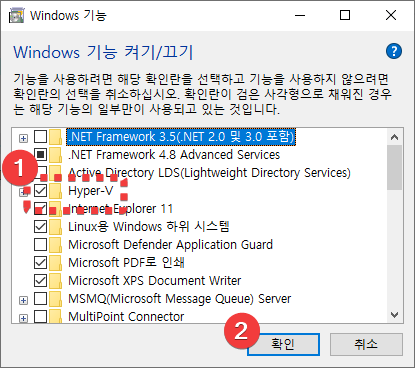 Windows 기능
Windows 기능 켜기/끄기
기능을 사용하려면 해당 확인란을 선택하고 기능을 사용하지 않으려면
확인란의 선택을 취소하십시오. 확인란이 검은 사각형으로 채워진 경우
는 해당 기능의 일부만이 사용되고 있는 것입니다.
.NET Framework 3.5(.NET 2.0 및 3.0 포함)
1
.NET Framework 4.8 Advanced Services
Active Directory LDS(Lightweight Directory Services)
Hyper-V
Internet Explorer 11
Linux용 Windows 하위 시스템
Microsoft Defender Application Guard
Microsoft PDF로 인쇄
Microsoft XPS Document Writer
MSMQ(Microsoft Message Queue) Server
MultiPoint Connector
2
확인
취소